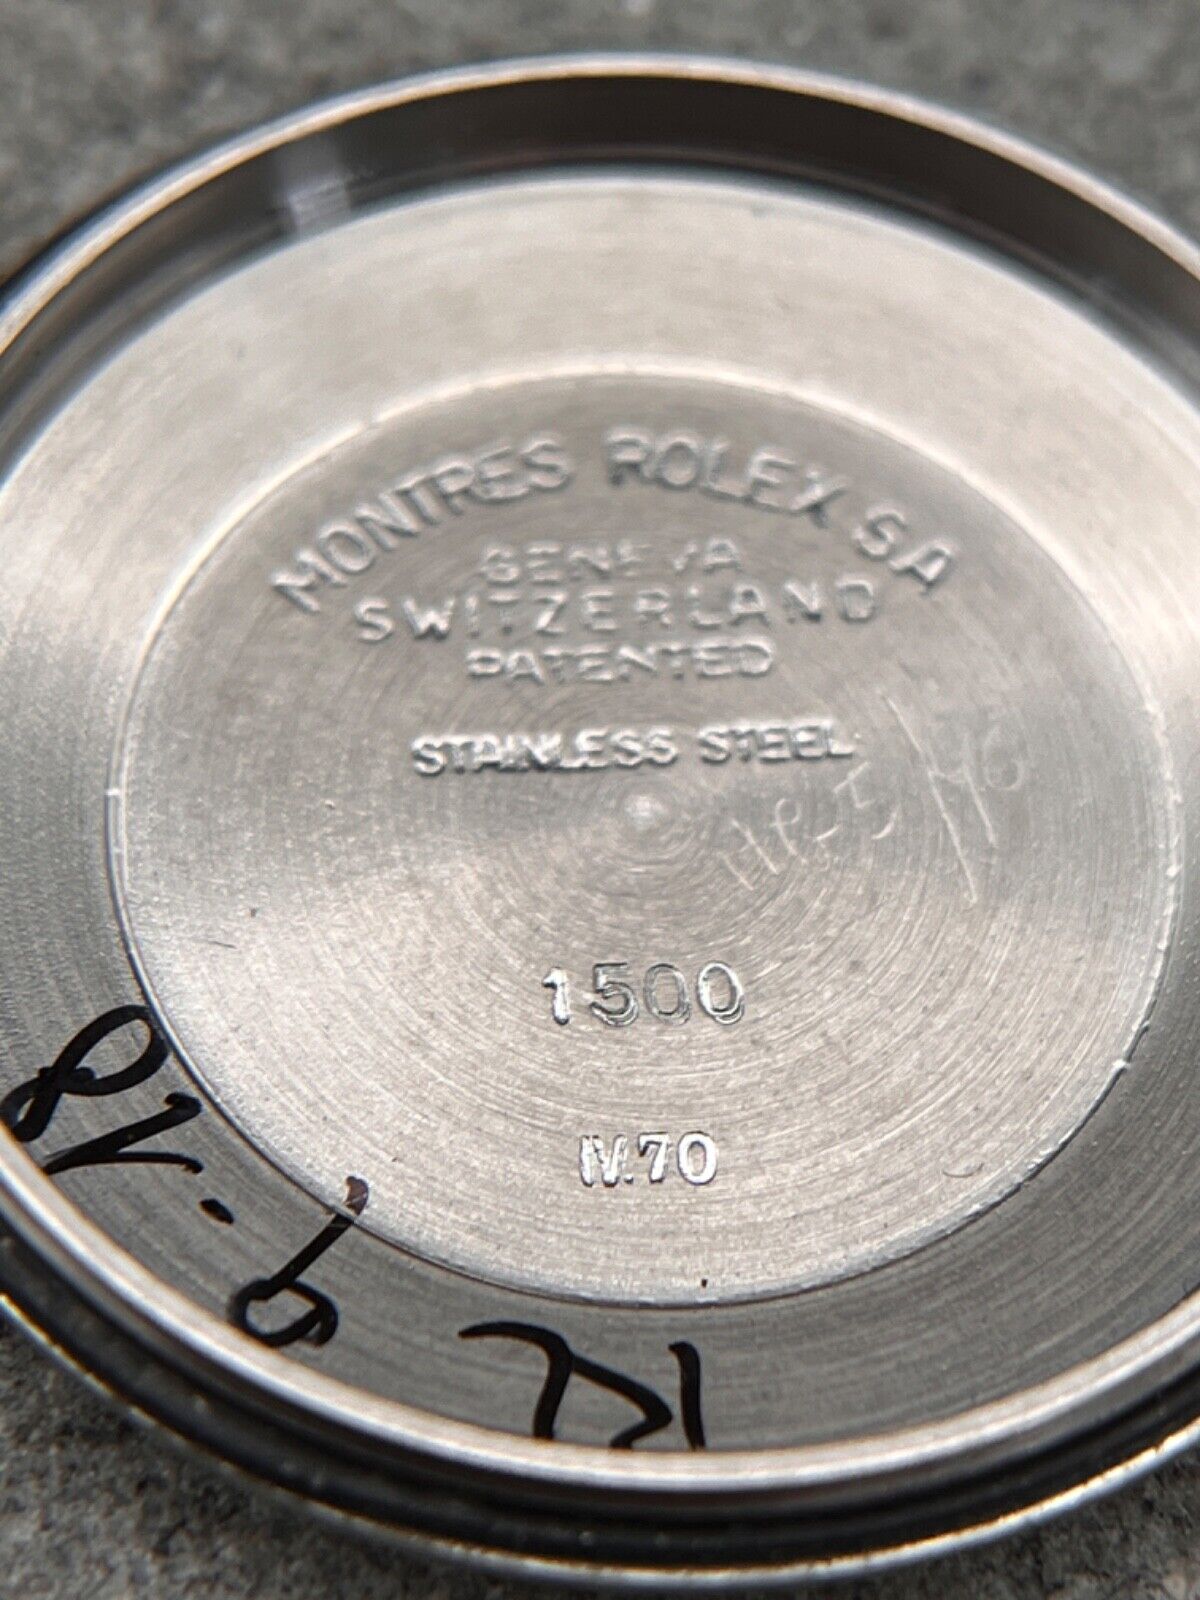 MONTRES ROLEX SA
GENEVA
SWITZERLAND
PATENTED
STAINLESS STEEL
1500
IV.70